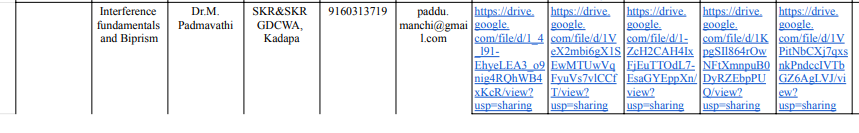 Interference
fundamentals
and Biprism
Dr.M.
Padmavathi
SKR&SKR
GDCWA,
Kadapa
9160313719
paddu.
manchi@gmai
l.com
https://drive.
google.
com/file/d/1_4
_l91-
EhyeLEA3_o9
nig4RQhWB4
xKcR/view?
usp=sharing
https://drive.
google.
com/file/d/1V
eX2mbi6gX1S
EwMTUwVq
FyuVs7vlCCf
T/view?
usp=sharing
https://drive.
google.
com/file/d/1-
ZcH2CAH4Ix
FjEuTTOdL7-
EsaGYEppXn/
view?
usp=sharing
https://drive.
google.
com/file/d/1K
pgSIl864rOw
NFtXmnpuB0
DyRZEbpPU
Q/view?
usp=sharing
https://drive.
google.
com/file/d/1V
PitNbCXj7qxs
nkPndccIVTb
GZ6AgLVJ/vi
ew?
usp=sharing